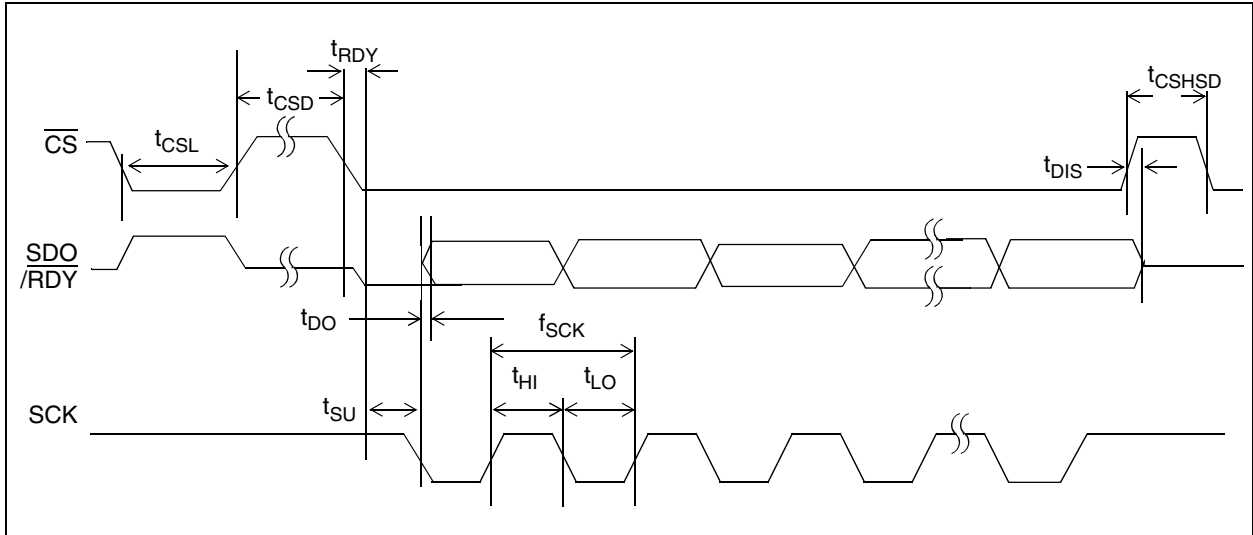 tRDY
tCSD
tCSHSD
CS
tCSL
tDIS
SDO
/RDY
tDO
fSCK
tHI
tLO
tSU
SCK